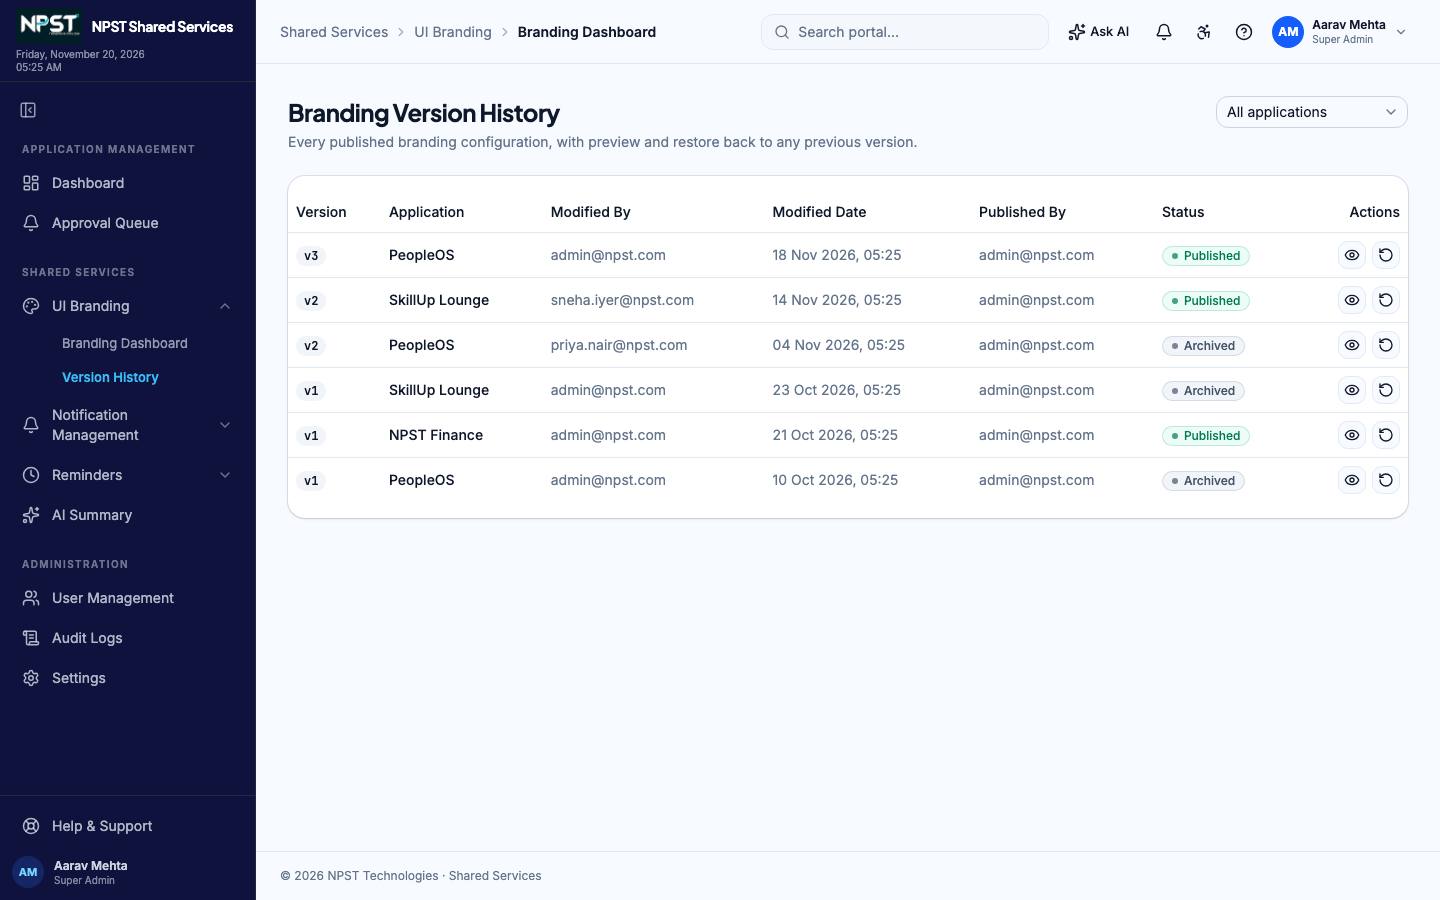 NPST NPST Shared Services
Friday, November 20, 2026
05:25 AM
APPLICATION MANAGEMENT
Dashboard
Approval Queue
SHARED SERVICES
UI Branding
Branding Dashboard
Version History
Notification
Management
Reminders
AI Summary
ADMINISTRATION
User Management
Audit Logs
Settings
Help & Support
AM Aarav Mehta
Super Admin
Shared Services > UI Branding > Branding Dashboard
Search portal...
Ask AI
AM Aarav Mehta
Super Admin
Branding Version History
All applications
Every published branding configuration, with preview and restore back to any previous version.
Version Application Modified By Modified Date Published By Status Actions
v3 PeopleOS admin@npst.com 18 Nov 2026, 05:25 admin@npst.com Published
v2 SkillUp Lounge sneha.iyer@npst.com 14 Nov 2026, 05:25 admin@npst.com Published
v2 PeopleOS priya.nair@npst.com 04 Nov 2026, 05:25 admin@npst.com Archived
v1 SkillUp Lounge admin@npst.com 23 Oct 2026, 05:25 admin@npst.com Archived
v1 NPST Finance admin@npst.com 21 Oct 2026, 05:25 admin@npst.com Published
v1 PeopleOS admin@npst.com 10 Oct 2026, 05:25 admin@npst.com Archived
© 2026 NPST Technologies · Shared Services